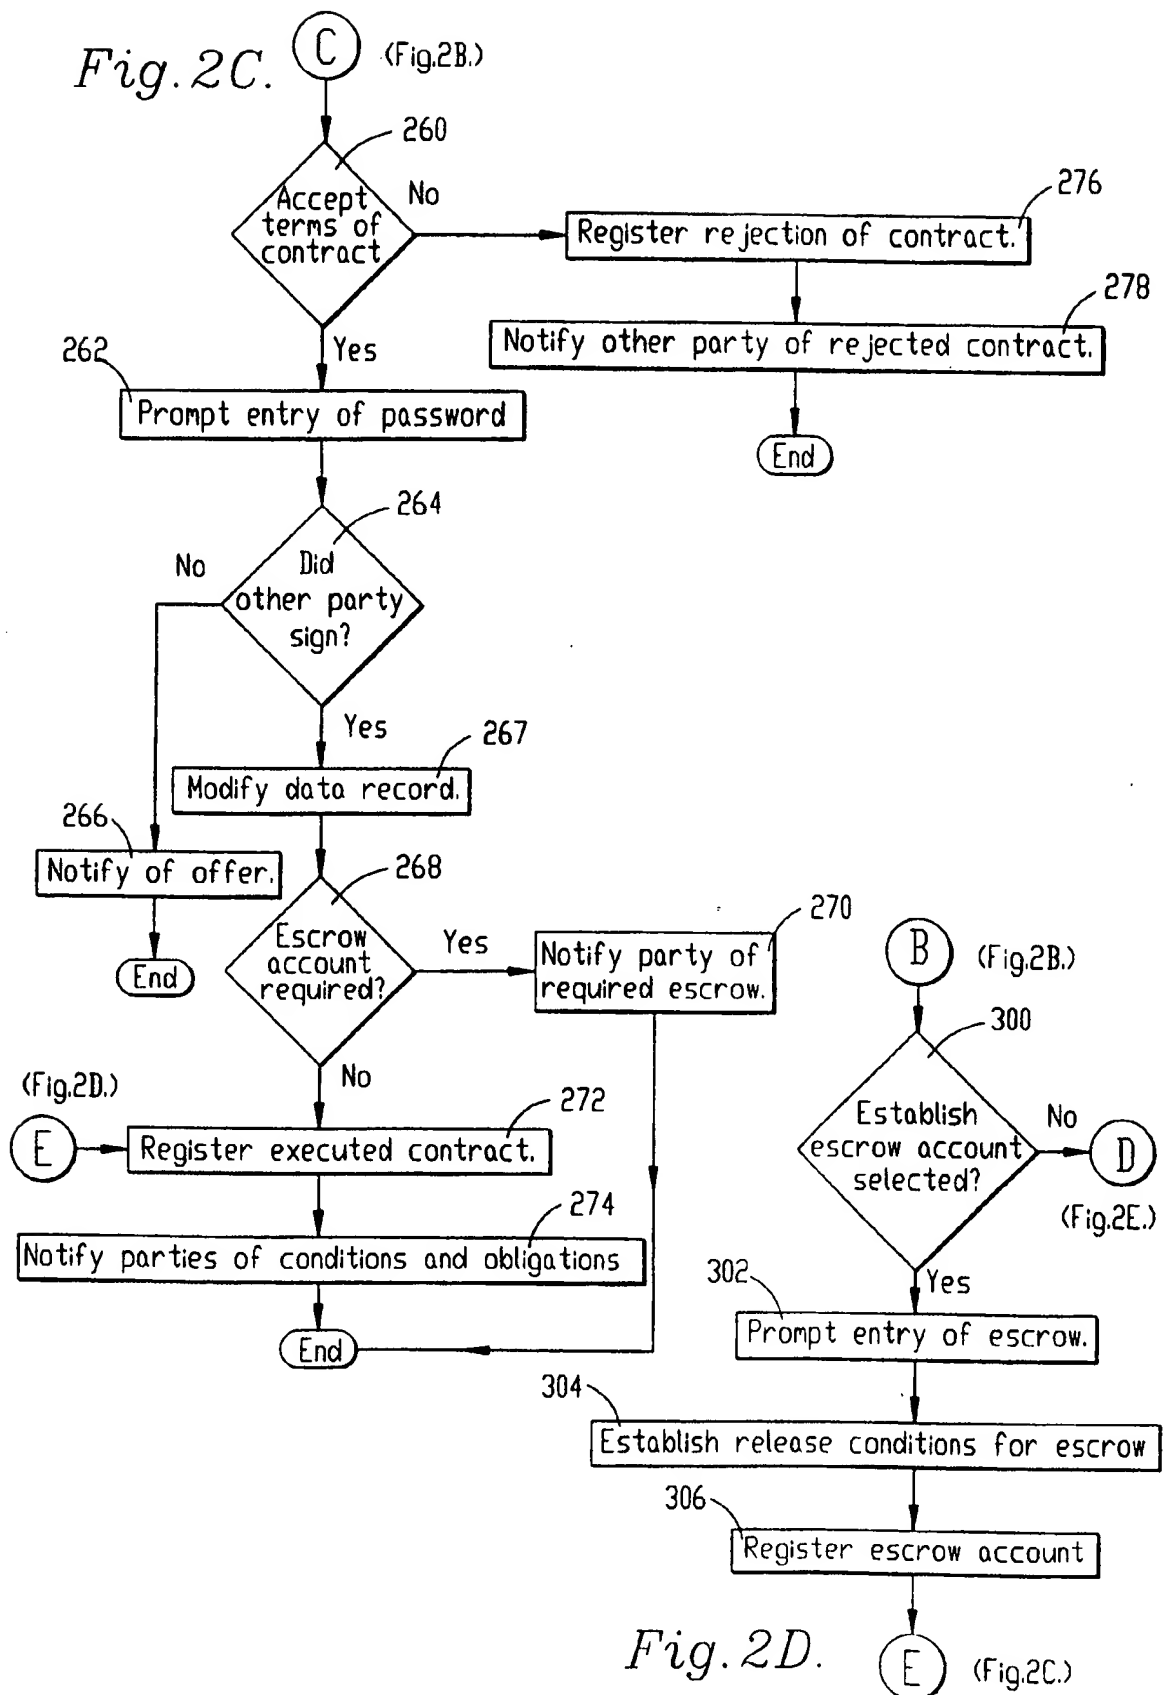 Fig. 2C.
C
(Fig.2B.)
260
Accept
terms of
contract
No
276
Register rejection of contract.
278
Notify other party of rejected contract.
End
Yes
262
Prompt entry of password
264
Did
other party
sign?
No
Yes
267
Modify data record.
266
Notify of offer.
End
268
Escrow
account
required?
Yes
270
Notify party of
required escrow.
No
(Fig.2D.)
E
272
Register executed contract.
274
Notify parties of conditions and obligations
End
B
(Fig.2B.)
300
Establish
escrow account
selected?
No
D
(Fig.2E.)
Yes
302
Prompt entry of escrow.
304
Establish release conditions for escrow
306
Register escrow account
E
(Fig.2C.)
Fig. 2D.